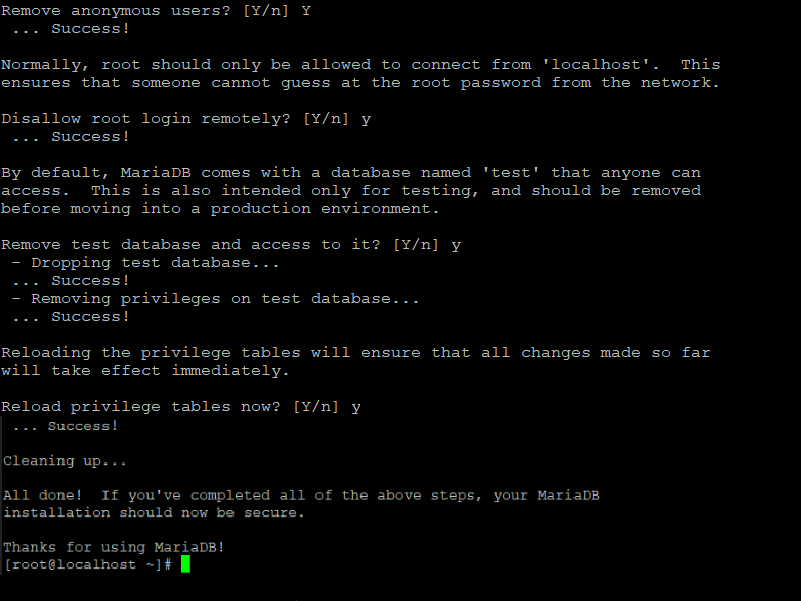 Remove anonymous users? [Y/n] Y
 ... Success!
Normally, root should only be allowed to connect from 'localhost'.  This
ensures that someone cannot guess at the root password from the network.
Disallow root login remotely? [Y/n] y
 ... Success!
By default, MariaDB comes with a database named 'test' that anyone can
access.  This is also intended only for testing, and should be removed
before moving into a production environment.
Remove test database and access to it? [Y/n] y
 - Dropping test database...
 ... Success!
 - Removing privileges on test database...
 ... Success!
Reloading the privilege tables will ensure that all changes made so far
will take effect immediately.
Reload privilege tables now? [Y/n] y
 ... Success!
Cleaning up...
All done!  If you've completed all of the above steps, your MariaDB
installation should now be secure.
Thanks for using MariaDB!
[root@localhost ~]#